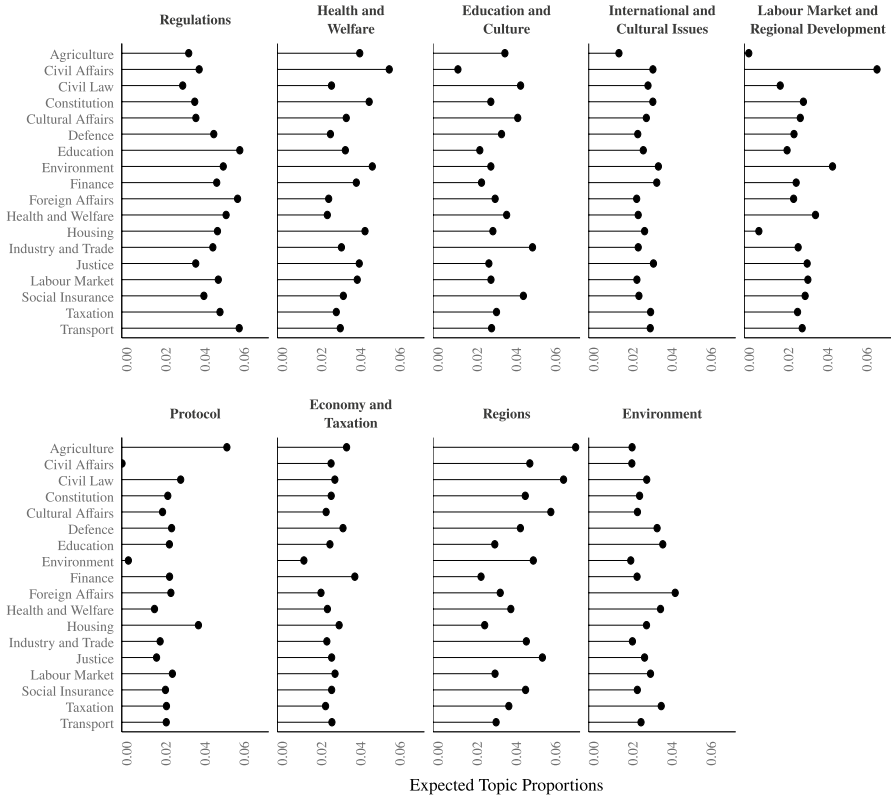 Regulations
Health and
Welfare
Education and
Culture
International and
Cultural Issues
Labour Market and
Regional Development
Agriculture
Civil Affairs
Civil Law
Constitution
Cultural Affairs
Defence
Education
Environment
Finance
Foreign Affairs
Health and Welfare
Housing
Industry and Trade
Justice
Labour Market
Social Insurance
Taxation
Transport
0.00 0.02 0.04 0.06 0.00 0.02 0.04 0.06 0.00 0.02 0.04 0.06 0.00 0.02 0.04 0.06 0.00 0.02 0.04 0.06
Protocol
Economy and
Taxation
Regions
Environment
Agriculture
Civil Affairs
Civil Law
Constitution
Cultural Affairs
Defence
Education
Environment
Finance
Foreign Affairs
Health and Welfare
Housing
Industry and Trade
Justice
Labour Market
Social Insurance
Taxation
Transport
0.00 0.02 0.04 0.06 0.00 0.02 0.04 0.06 0.00 0.02 0.04 0.06 0.00 0.02 0.04 0.06
Expected Topic Proportions